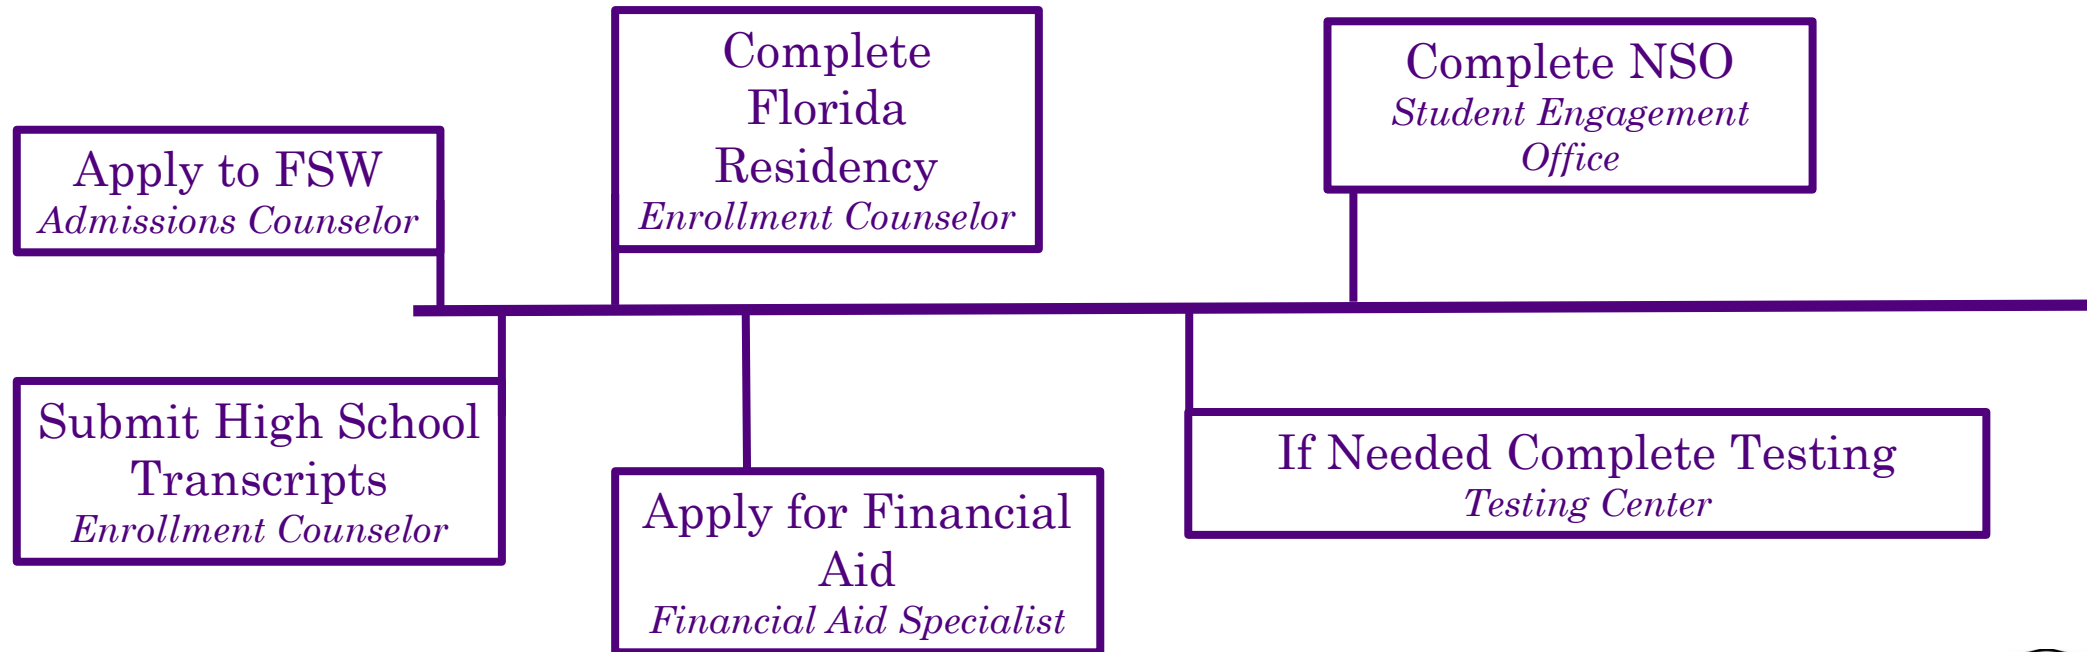 Apply to FSW
Admissions Counselor
Submit High School
Transcripts
Enrollment Counselor
Complete
Florida
Residency
Enrollment Counselor
Apply for Financial
Aid
Financial Aid Specialist
If Needed Complete Testing
Testing Center
Complete NSO
Student Engagement
Office